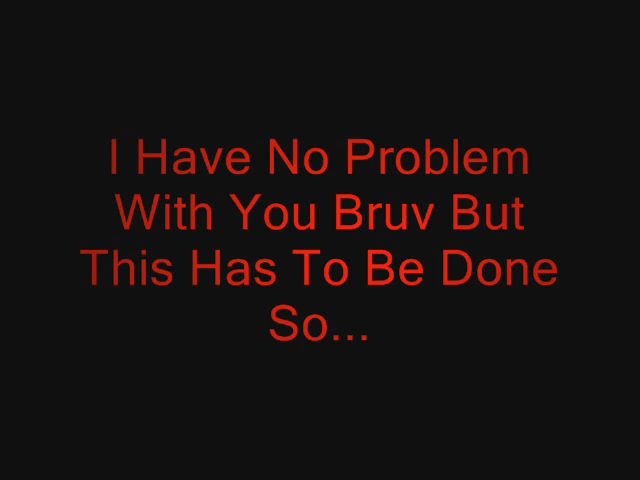 I Have No Problem
With You Bruv But
This Has To Be Done
So...